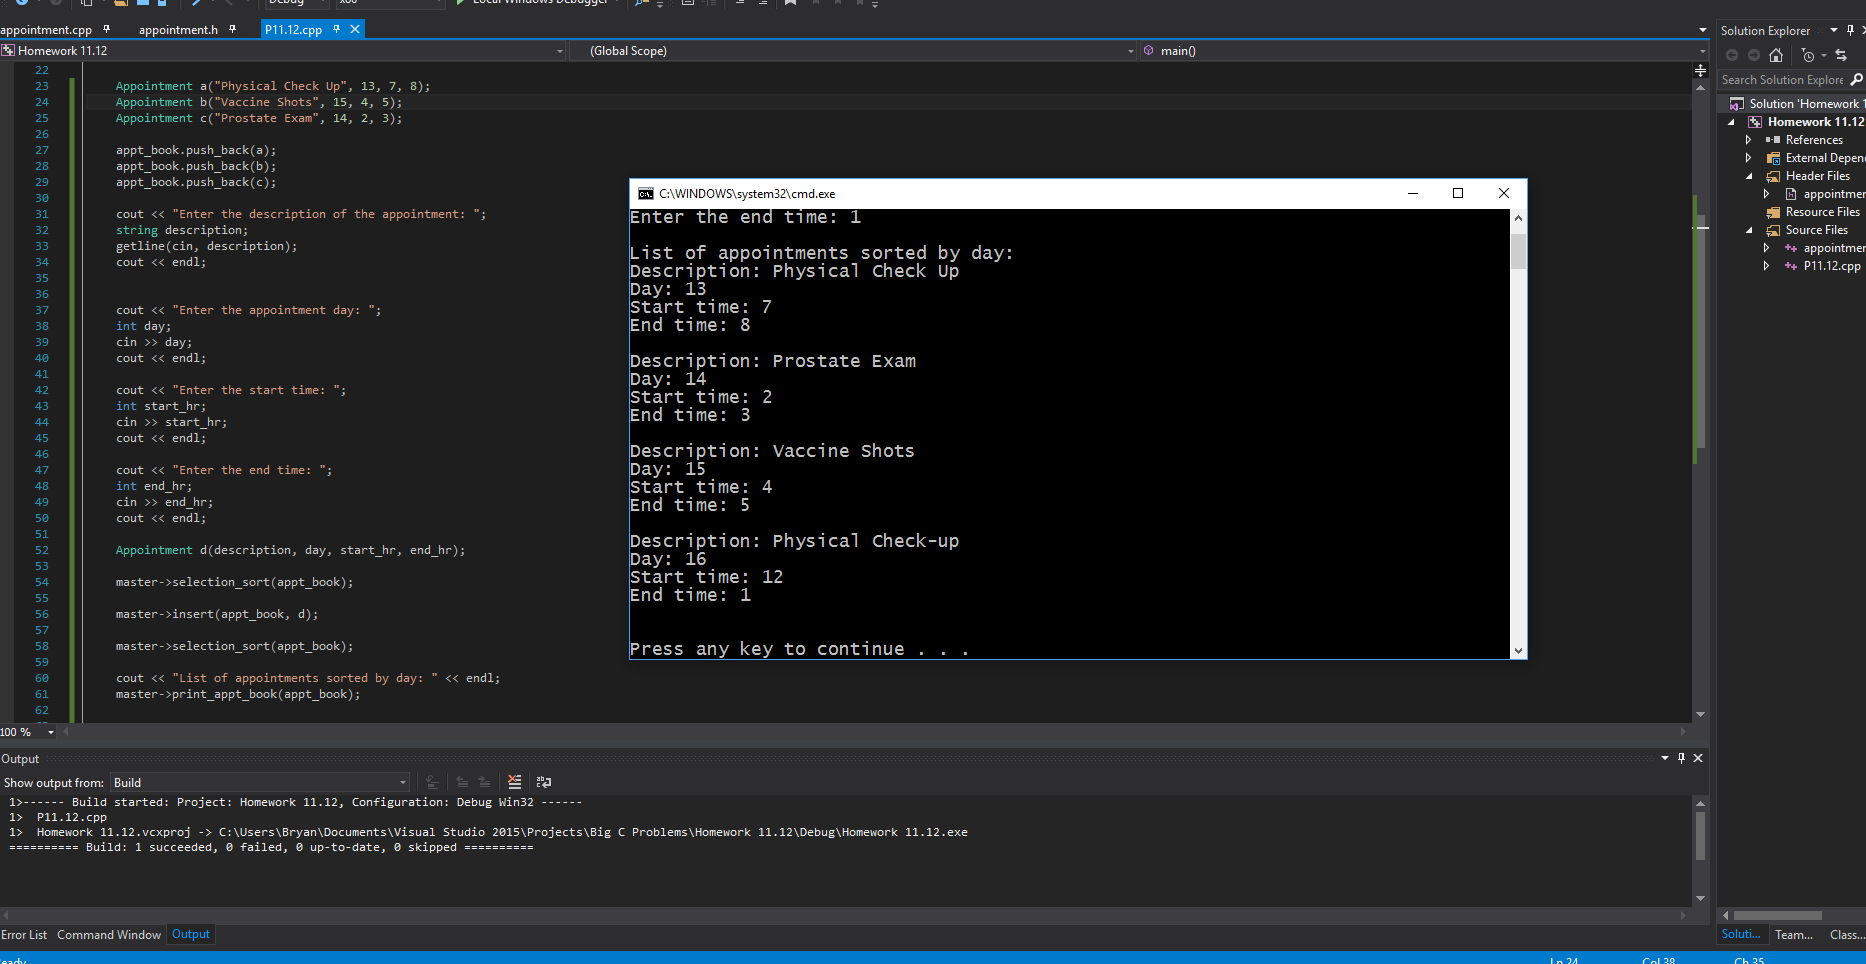 Debug x86 Local Windows Debugger
appointment.cpp appointment.h P11.12.cpp
Homework 11.12 (Global Scope) main()
22
23 Appointment a("Physical Check Up", 13, 7, 8);
24 Appointment b("Vaccine Shots", 15, 4, 5);
25 Appointment c("Prostate Exam", 14, 2, 3);
26
27 appt_book.push_back(a);
28 appt_book.push_back(b);
29 appt_book.push_back(c);
30
31 cout << "Enter the description of the appointment: ";
32 string description;
33 getline(cin, description);
34 cout << endl;
35
36
37 cout << "Enter the appointment day: ";
38 int day;
39 cin >> day;
40 cout << endl;
41
42 cout << "Enter the start time: ";
43 int start_hr;
44 cin >> start_hr;
45 cout << endl;
46
47 cout << "Enter the end time: ";
48 int end_hr;
49 cin >> end_hr;
50 cout << endl;
51
52 Appointment d(description, day, start_hr, end_hr);
53
54 master->selection_sort(appt_book);
55
56 master->insert(appt_book, d);
57
58 master->selection_sort(appt_book);
59
60 cout << "List of appointments sorted by day: " << endl;
61 master->print_appt_book(appt_book);
62
100 %
C:\WINDOWS\system32\cmd.exe
Enter the end time: 1
List of appointments sorted by day:
Description: Physical Check Up
Day: 13
Start time: 7
End time: 8
Description: Prostate Exam
Day: 14
Start time: 2
End time: 3
Description: Vaccine Shots
Day: 15
Start time: 4
End time: 5
Description: Physical Check-up
Day: 16
Start time: 12
End time: 1
Press any key to continue . . .
Solution Explorer
Search Solution Explore
Solution 'Homework 1
Homework 11.12
References
External Depen
Header Files
appointmer
Resource Files
Source Files
appointmer
P11.12.cpp
Output
Show output from: Build
1>------ Build started: Project: Homework 11.12, Configuration: Debug Win32 ------
1> P11.12.cpp
1> Homework 11.12.vcxproj -> C:\Users\Bryan\Documents\Visual Studio 2015\Projects\Big C Problems\Homework 11.12\Debug\Homework 11.12.exe
========== Build: 1 succeeded, 0 failed, 0 up-to-date, 0 skipped ==========
Error List Command Window Output
Soluti... Team... Class...
eady Ln 24 Col 38 Ch 35